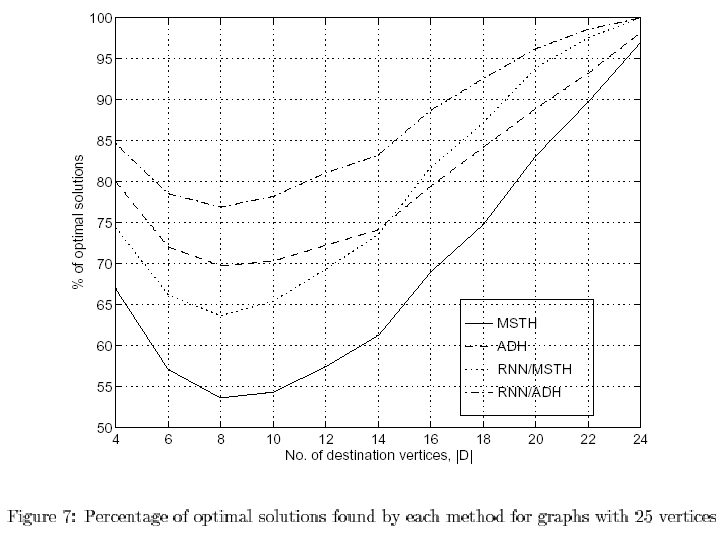 100
95
90
85
80
75
70
65
60
55
50
% of optimal solutions
MSTH
ADH
RNN/MSTH
RNN/ADH
4 6 8 10 12 14 16 18 20 22 24
No. of destination vertices, |D|
Figure 7: Percentage of optimal solutions found by each method for graphs with 25 vertices